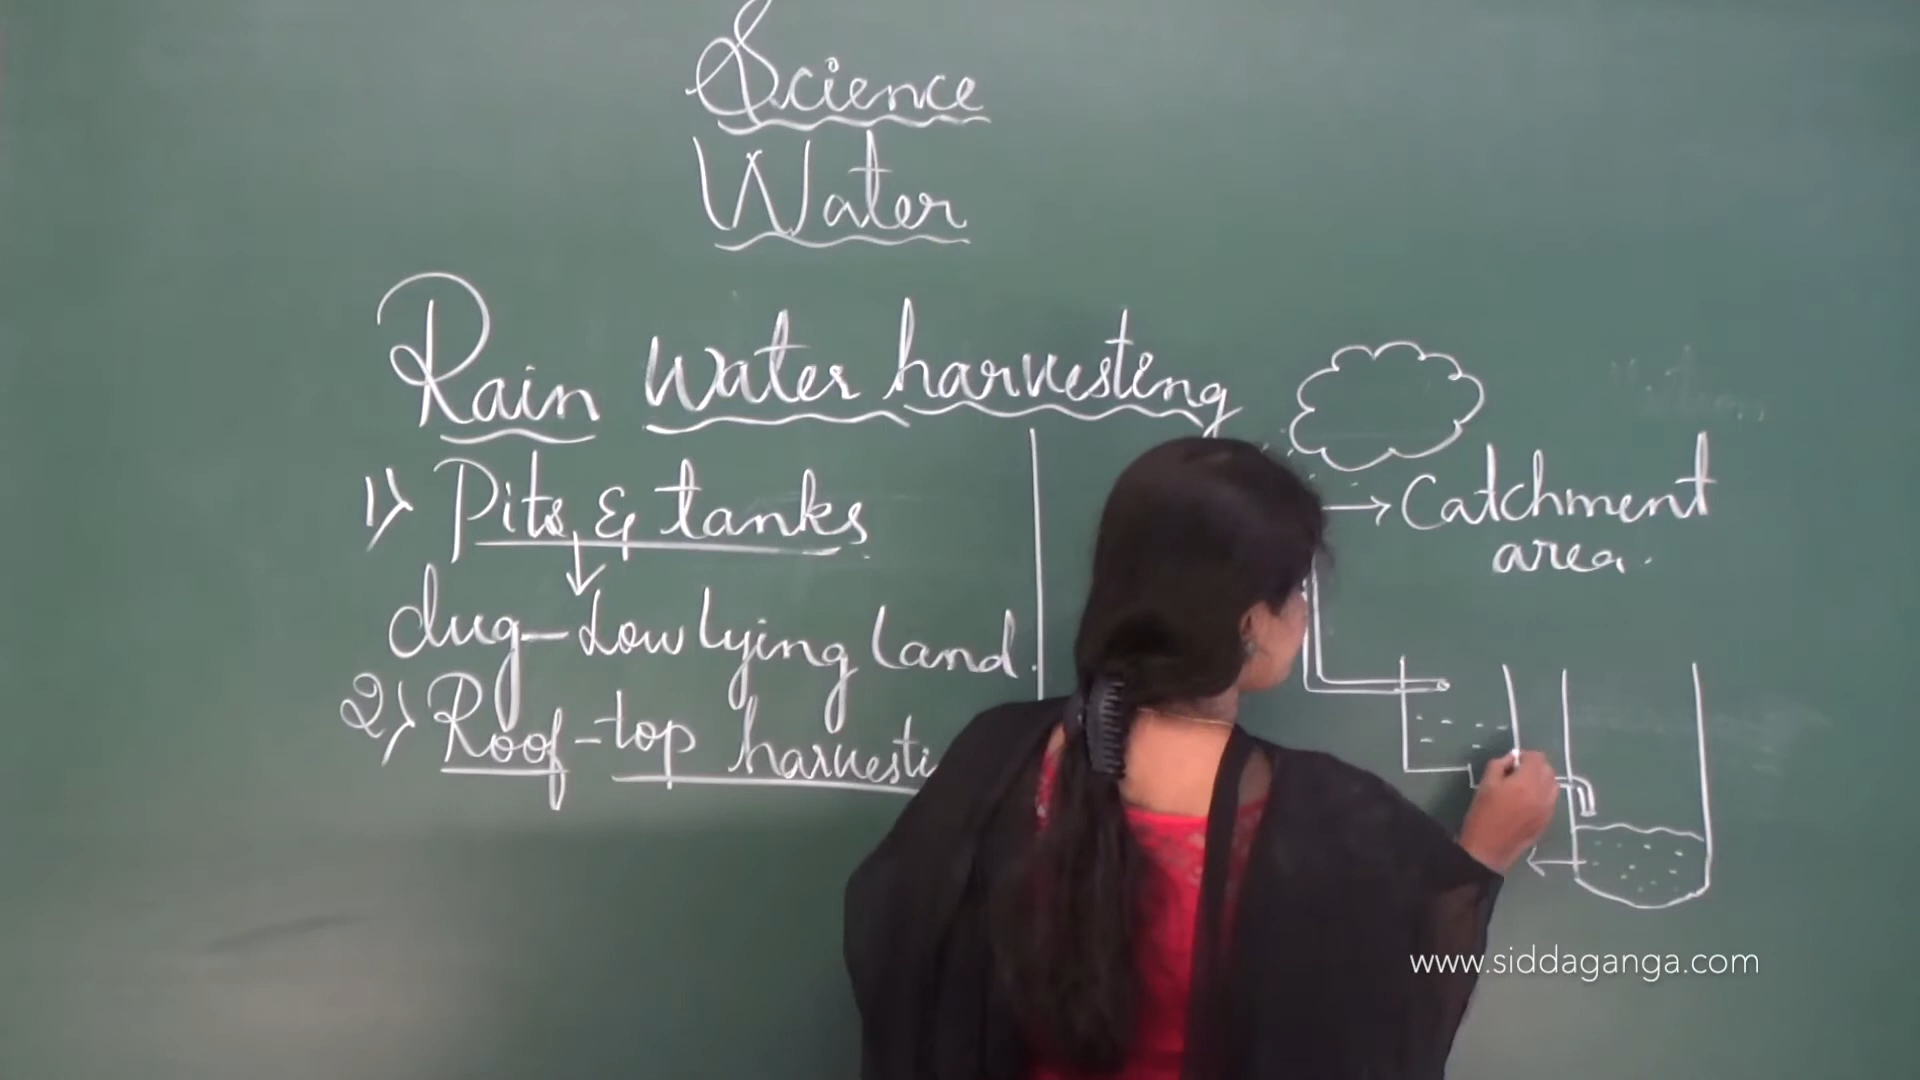 Science
Water
Rain Water harvesting
1) Pits & tanks
dug - Low lying land.
2) Roof-top harvesti
→ Catchment
area.
www.siddaganga.com